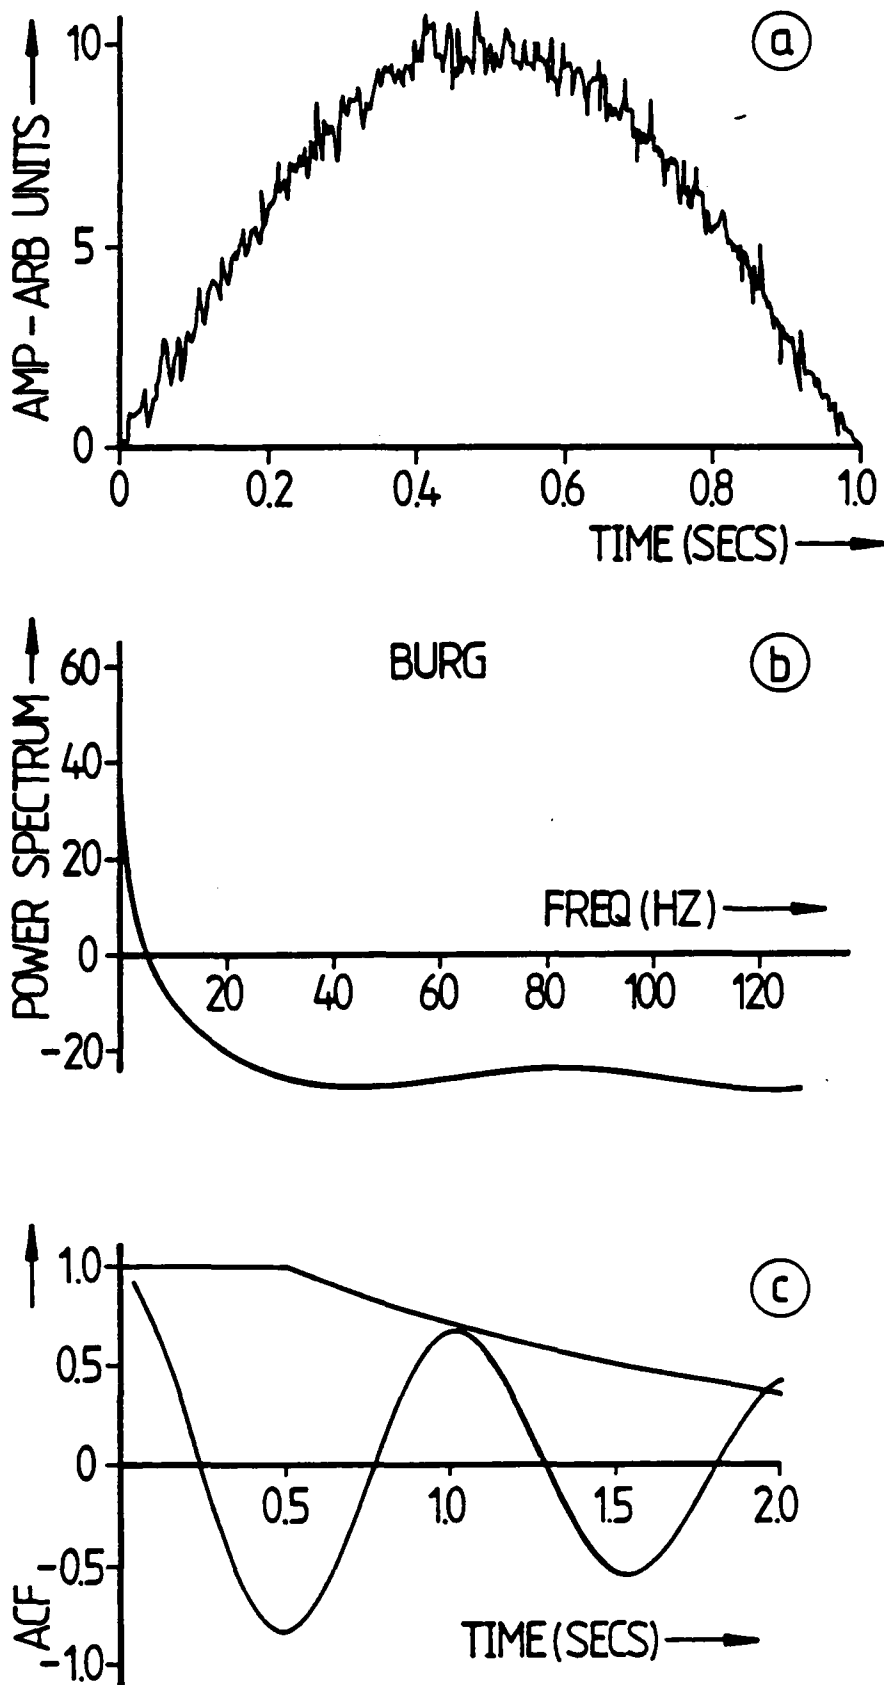 a
AMP-ARB UNITS
10
5
0
0 0.2 0.4 0.6 0.8 1.0
TIME (SECS)
BURG
b
POWER SPECTRUM
60
40
20
0
-20
FREQ (HZ)
20 40 60 80 100 120
c
ACF
1.0
0.5
0
-0.5
-1.0
0.5 1.0 1.5 2.0
TIME (SECS)